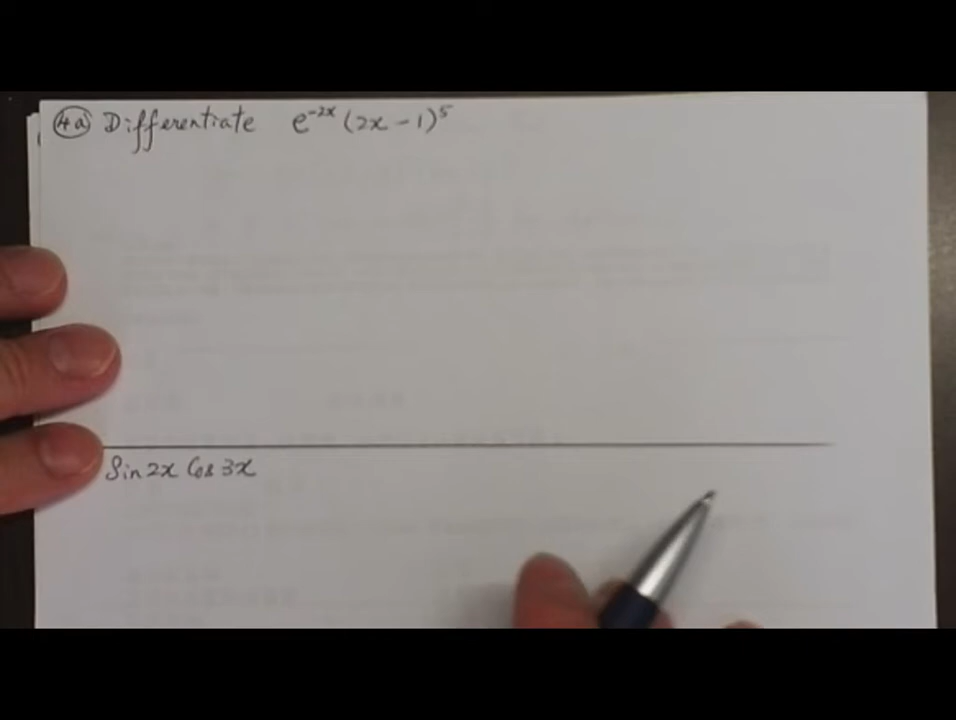 4a Differentiate e^{-2x} (2x - 1)^5
Sin 2x Cos 3x